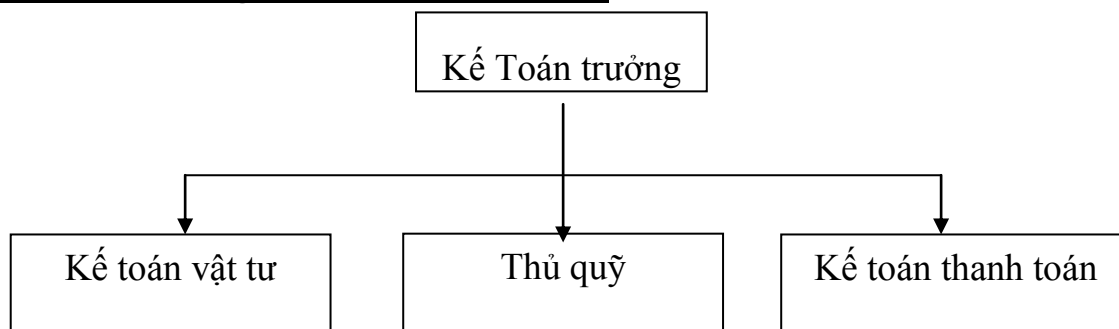 Kế Toán trưởng
Kế toán vật tư
Thủ quỹ
Kế toán thanh toán